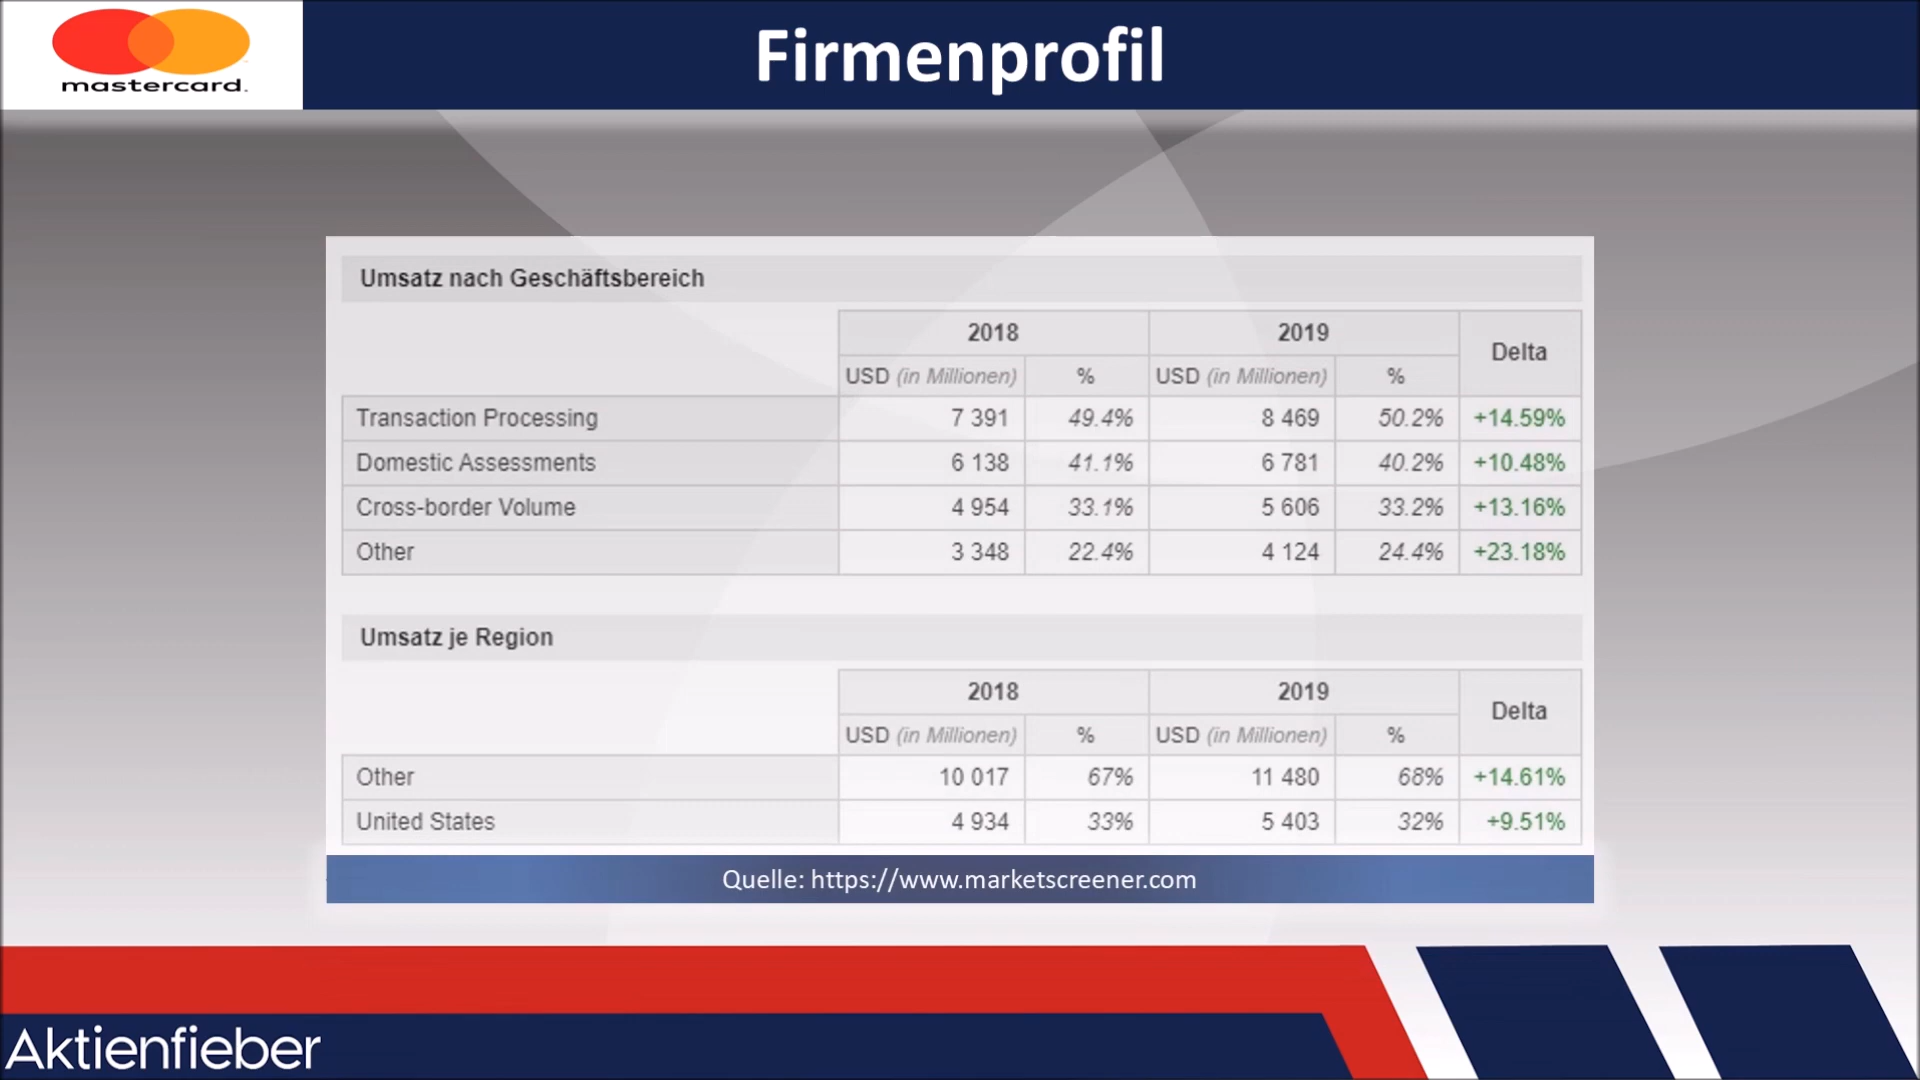 mastercard.
Firmenprofil
Umsatz nach Geschäftsbereich
2018 2019 Delta
USD (in Millionen) % USD (in Millionen) %
Transaction Processing 7 391 49.4% 8 469 50.2% +14.59%
Domestic Assessments 6 138 41.1% 6 781 40.2% +10.48%
Cross-border Volume 4 954 33.1% 5 606 33.2% +13.16%
Other 3 348 22.4% 4 124 24.4% +23.18%
Umsatz je Region
2018 2019 Delta
USD (in Millionen) % USD (in Millionen) %
Other 10 017 67% 11 480 68% +14.61%
United States 4 934 33% 5 403 32% +9.51%
Quelle: https://www.marketscreener.com
Aktienfieber